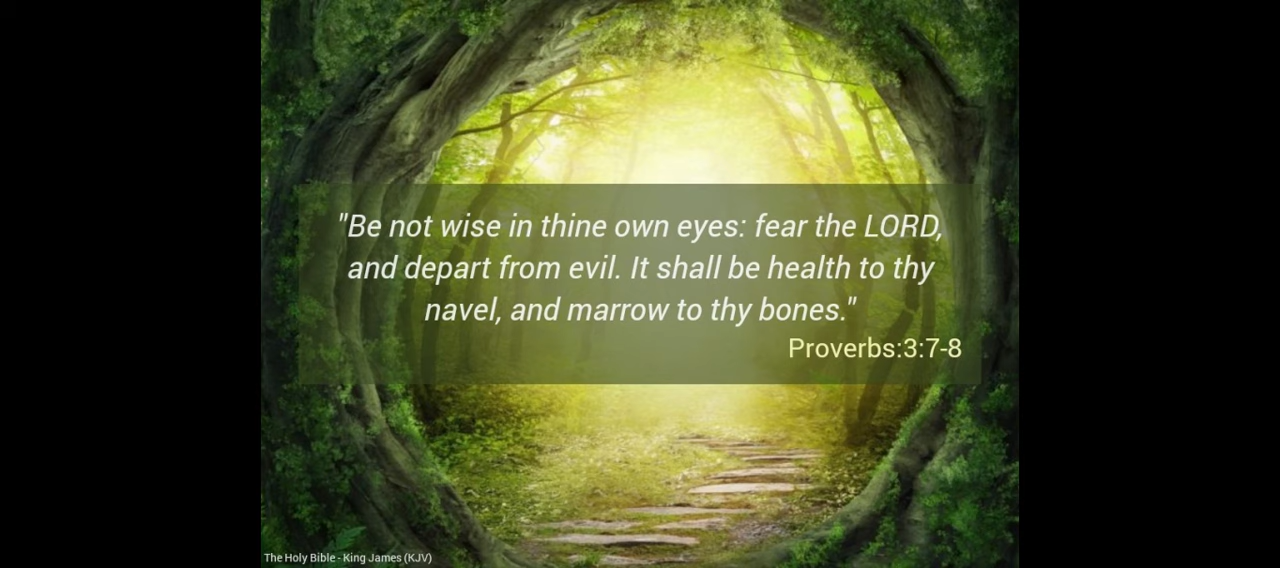 "Be not wise in thine own eyes: fear the LORD,
and depart from evil. It shall be health to thy
navel, and marrow to thy bones."
Proverbs:3:7-8
The Holy Bible - King James (KJV)